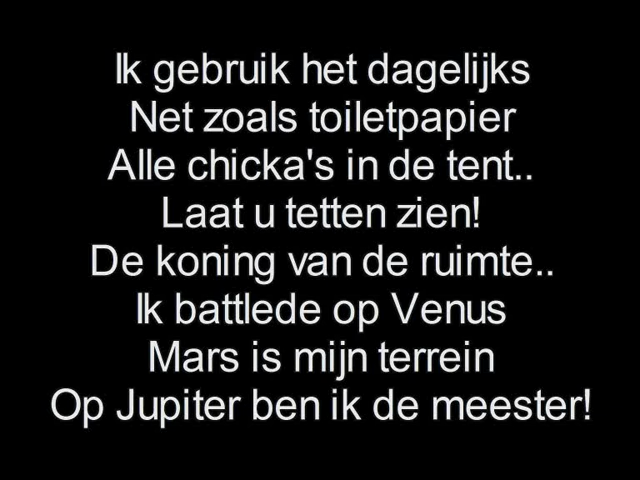 Ik gebruik het dagelijks
Net zoals toiletpapier
Alle chicka's in de tent..
Laat u tetten zien!
De koning van de ruimte..
Ik battlede op Venus
Mars is mijn terrein
Op Jupiter ben ik de meester!